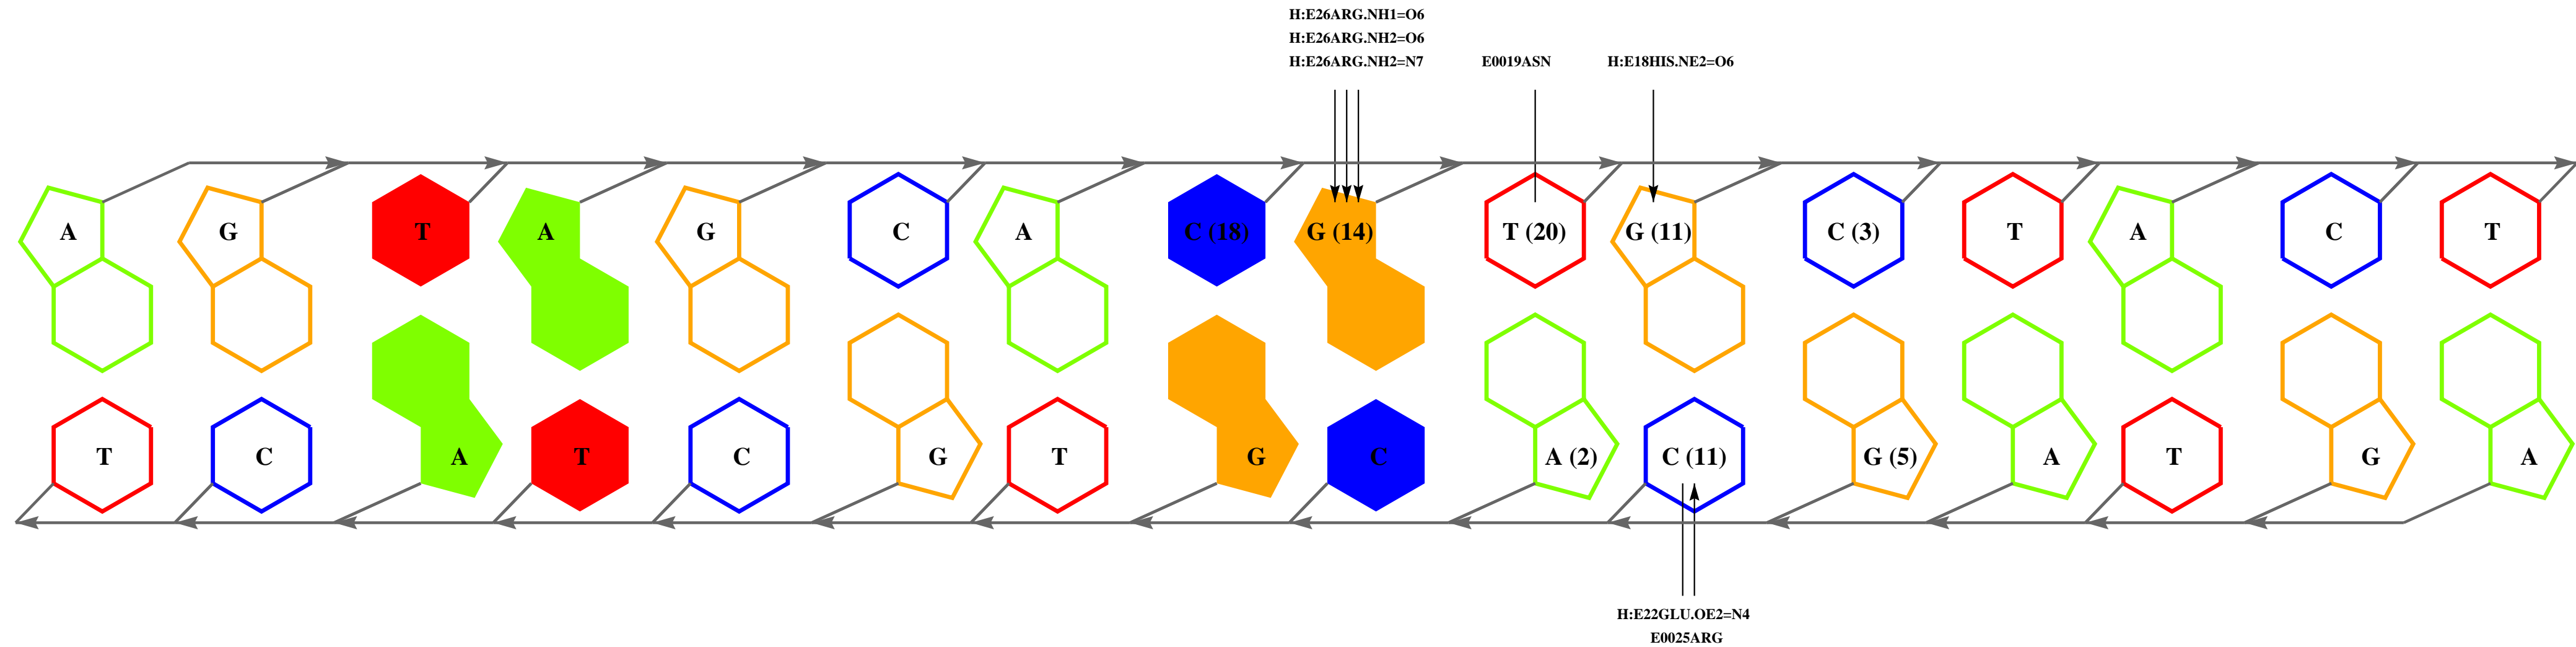 H:E26ARG.NH1=O6
H:E26ARG.NH2=O6
H:E26ARG.NH2=N7 E0019ASN H:E18HIS.NE2=O6
A G T A G C A C (18) G (14) T (20) G (11) C (3) T A C T
T C A T C G T G C A (2) C (11) G (5) A T G A
H:E22GLU.OE2=N4
E0025ARG